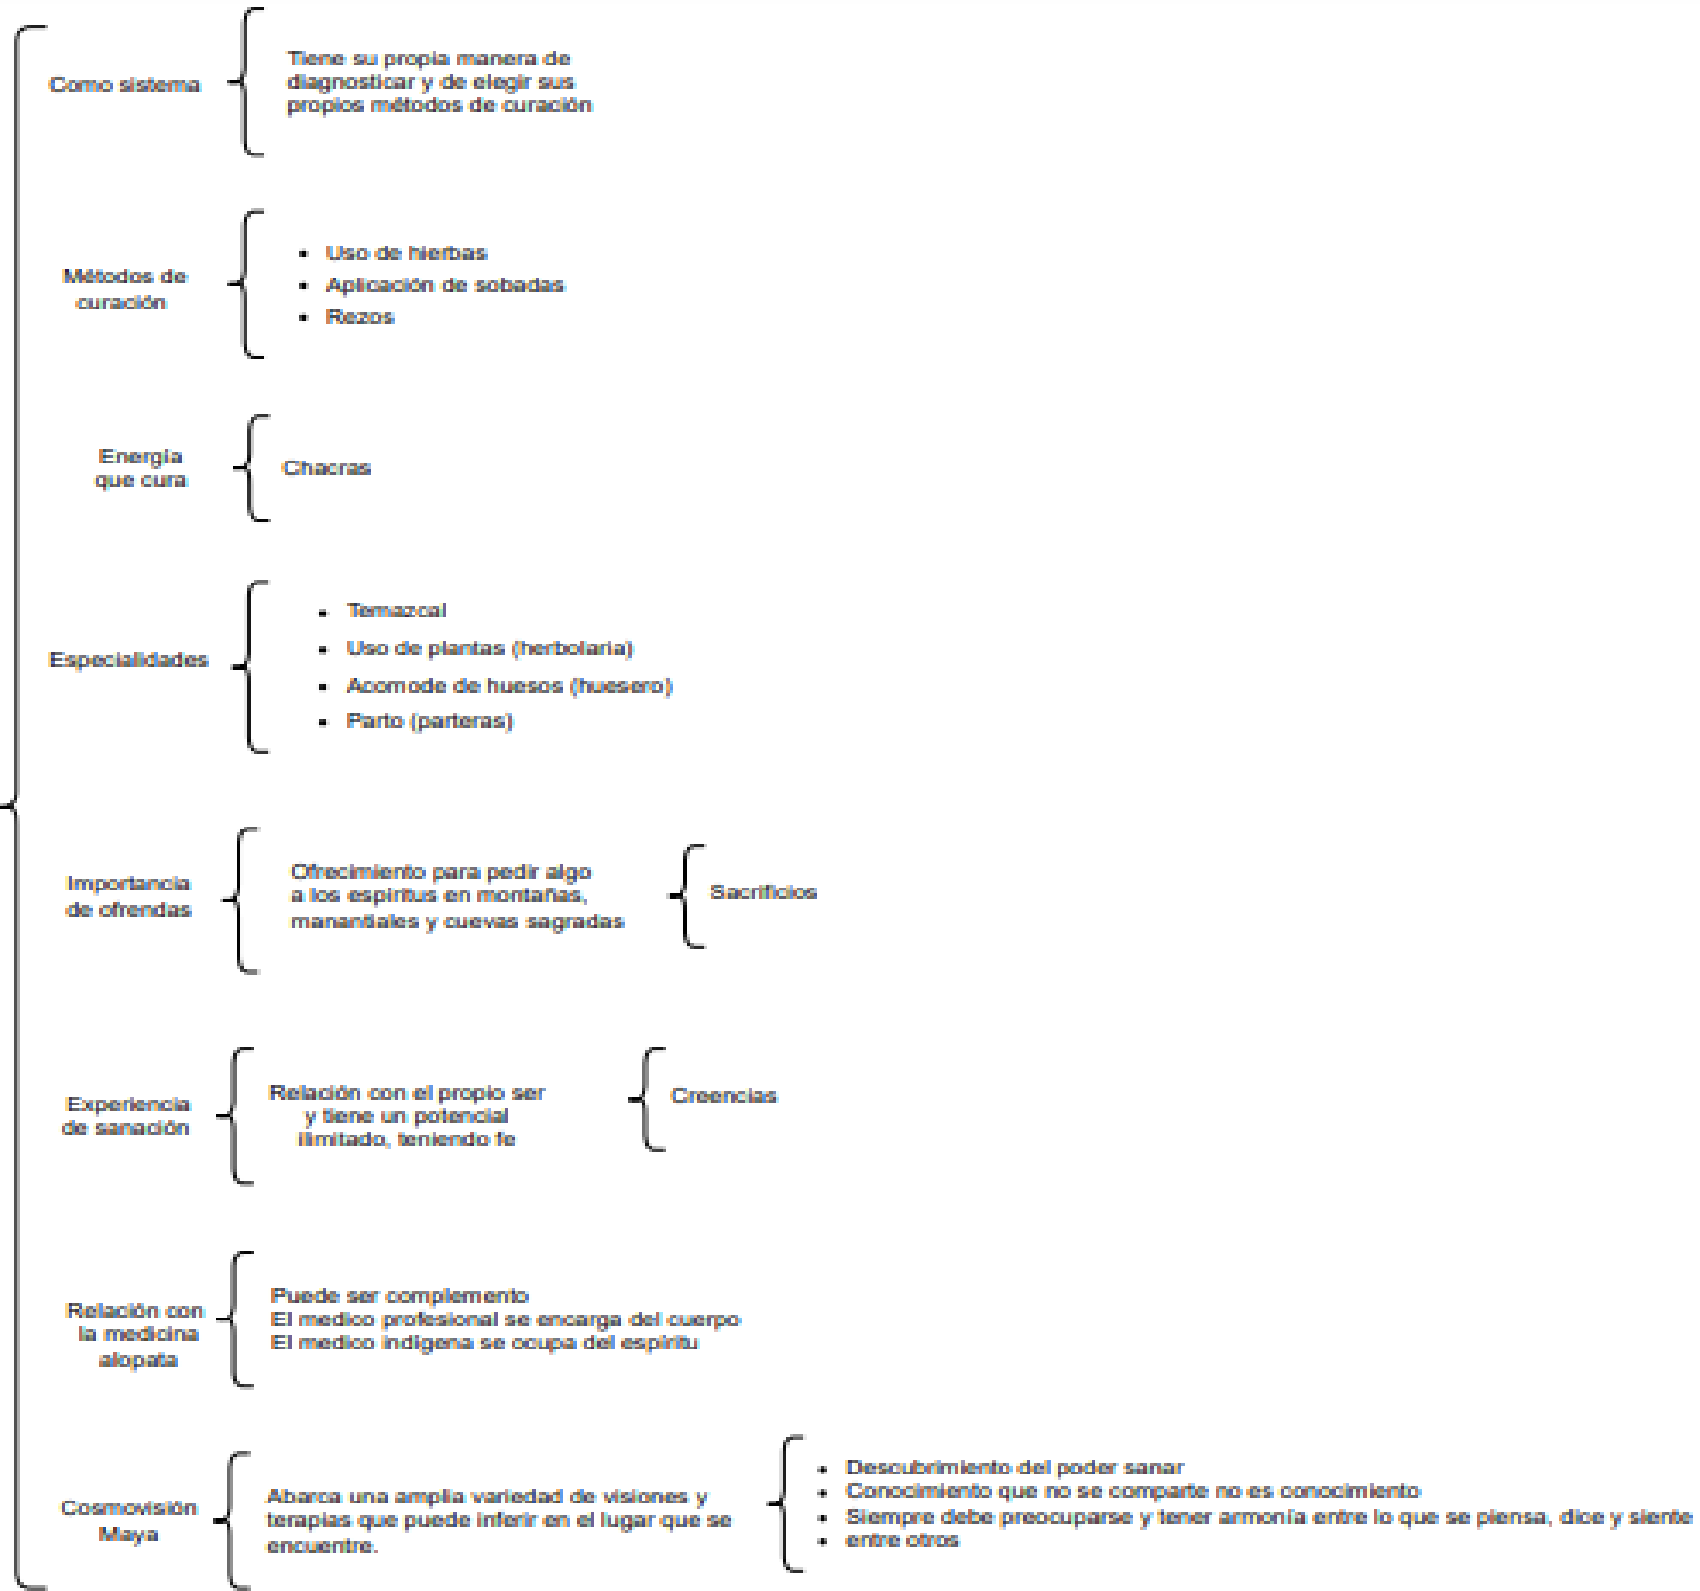 Como sistema
Tiene su propia manera de
diagnosticar y de elegir sus
propios métodos de curación
Métodos de
curación
• Uso de hierbas
• Aplicación de sobadas
• Rezos
Energía
que cura
Chacras
Especialidades
• Temazcal
• Uso de plantas (herbolaria)
• Acomode de huesos (huesero)
• Parto (parteras)
Importancia
de ofrendas
Ofrecimiento para pedir algo
a los espíritus en montañas,
manantiales y cuevas sagradas
Sacrificios
Experiencia
de sanación
Relación con el propio ser
y tiene un potencial
ilimitado, teniendo fe
Creencias
Relación con
la medicina
alopata
Puede ser complemento
El medico profesional se encarga del cuerpo
El medico indígena se ocupa del espíritu
Cosmovisión
Maya
Abarca una amplia variedad de visiones y
terapias que puede inferir en el lugar que se
encuentre.
• Descubrimiento del poder sanar
• Conocimiento que no se comparte no es conocimiento
• Siempre debe preocuparse y tener armonía entre lo que se piensa, dice y siente
• entre otros